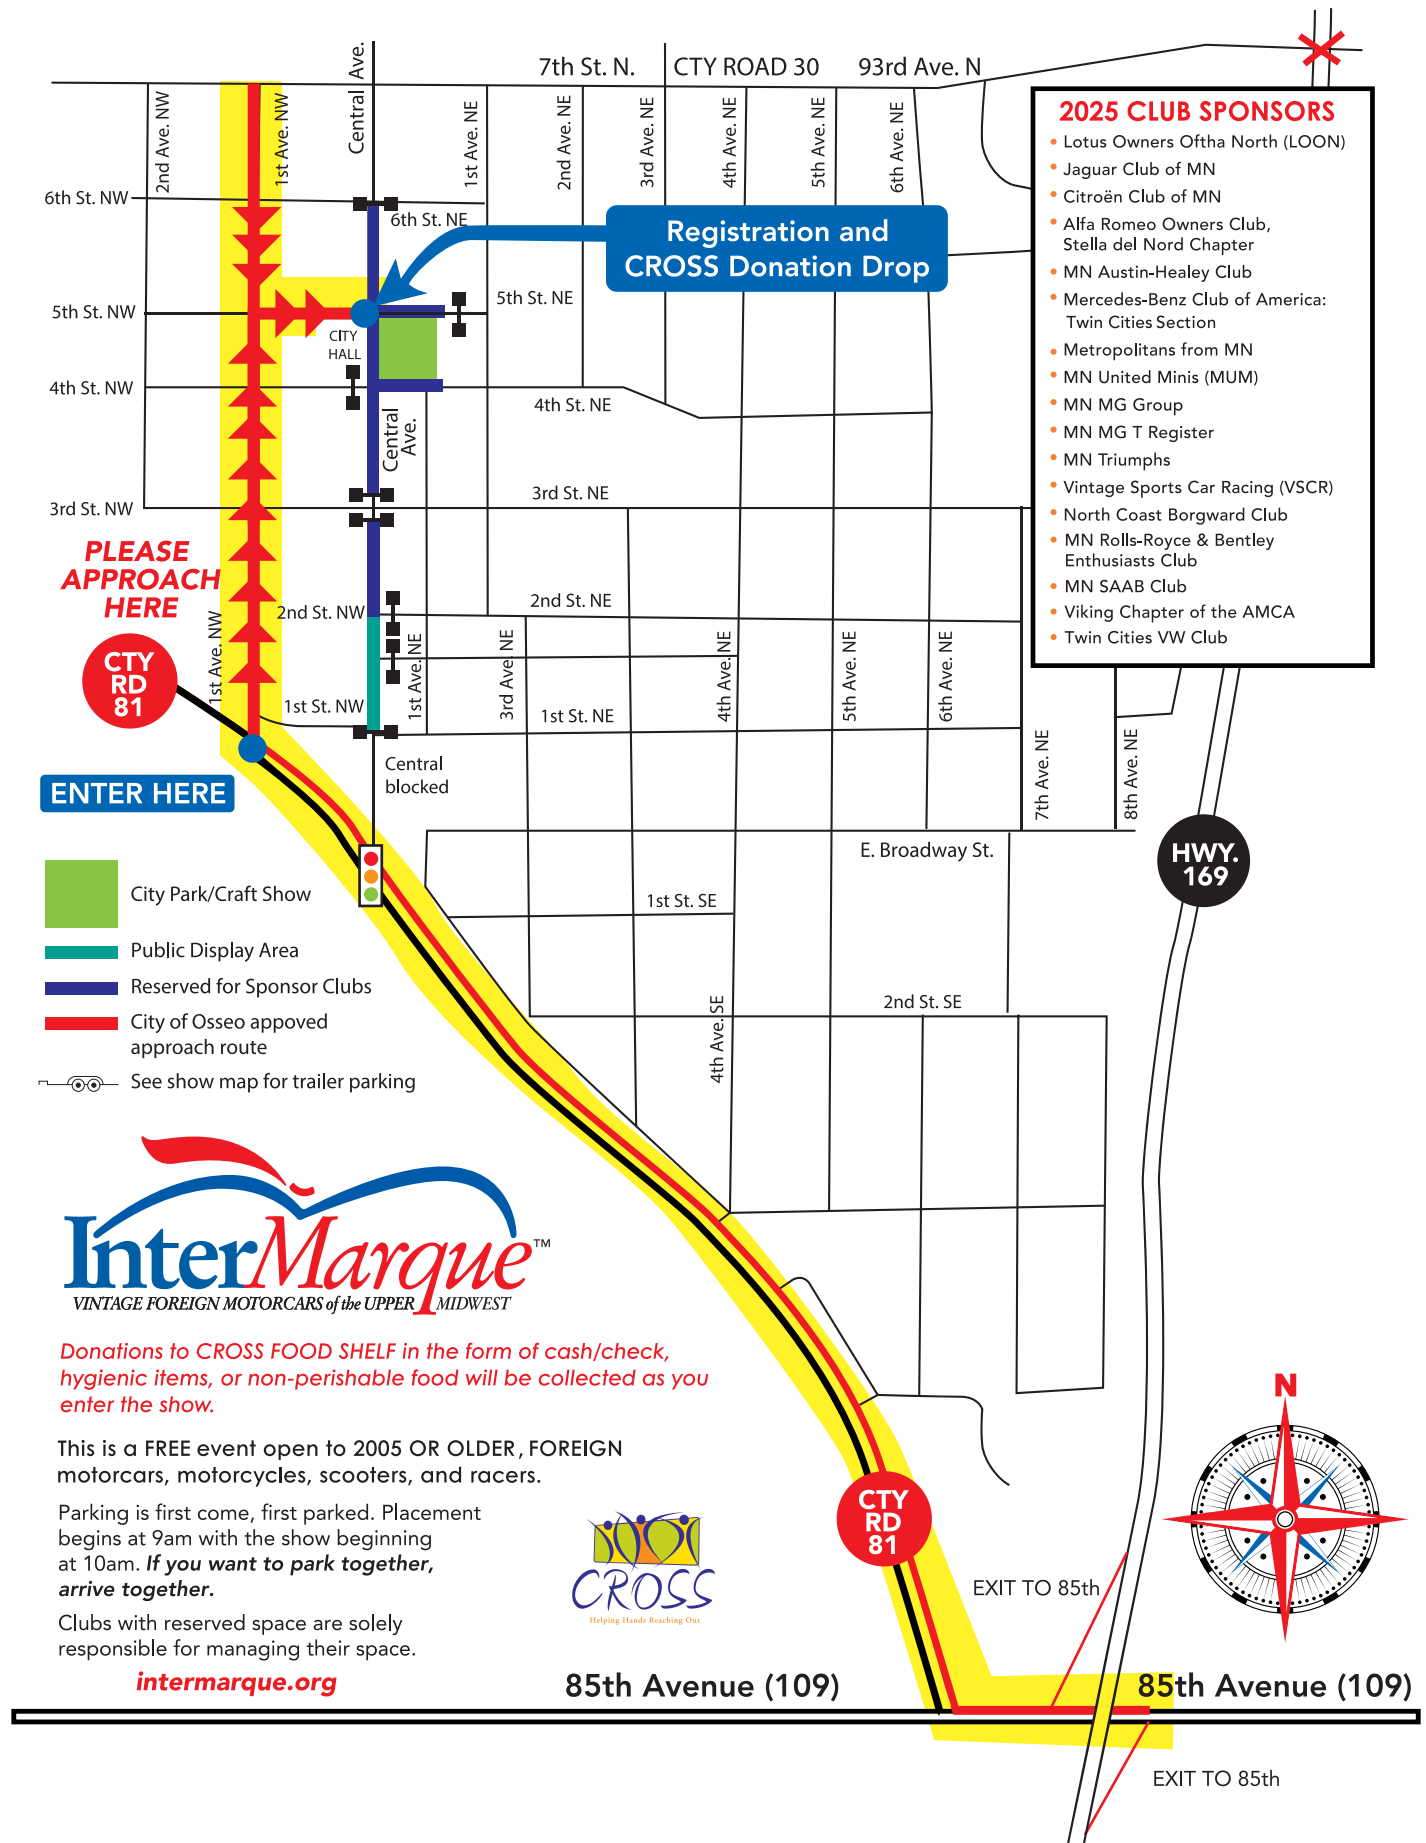 7th St. N.
CTY ROAD 30
93rd Ave. N
2nd Ave. NW
1st Ave. NW
Central Ave.
1st Ave. NE
2nd Ave. NE
3rd Ave. NE
4th Ave. NE
5th Ave. NE
6th Ave. NE
2025 CLUB SPONSORS
• Lotus Owners Oftha North (LOON)
• Jaguar Club of MN
• Citroën Club of MN
• Alfa Romeo Owners Club,
Stella del Nord Chapter
• MN Austin-Healey Club
• Mercedes-Benz Club of America:
Twin Cities Section
• Metropolitans from MN
• MN United Minis (MUM)
• MN MG Group
• MN MG T Register
• MN Triumphs
• Vintage Sports Car Racing (VSCR)
• North Coast Borgward Club
• MN Rolls-Royce & Bentley
Enthusiasts Club
• MN SAAB Club
• Viking Chapter of the AMCA
• Twin Cities VW Club
6th St. NW
6th St. NE
Registration and
CROSS Donation Drop
5th St. NW
5th St. NE
CITY
HALL
4th St. NW
4th St. NE
Central
Ave.
3rd St. NW
3rd St. NE
PLEASE
APPROACH
HERE
2nd St. NW
2nd St. NE
1st Ave. NW
1st Ave. NE
3rd Ave. NE
4th Ave. NE
5th Ave. NE
6th Ave. NE
CTY
RD
81
1st St. NW
1st St. NE
7th Ave. NE
8th Ave. NE
Central
blocked
ENTER HERE
E. Broadway St.
HWY.
169
City Park/Craft Show
1st St. SE
Public Display Area
Reserved for Sponsor Clubs
2nd St. SE
City of Osseo appoved
approach route
4th Ave. SE
See show map for trailer parking
InterMarque™
VINTAGE FOREIGN MOTORCARS of the UPPER MIDWEST
Donations to CROSS FOOD SHELF in the form of cash/check,
hygienic items, or non-perishable food will be collected as you
enter the show.
N
This is a FREE event open to 2005 OR OLDER, FOREIGN
motorcars, motorcycles, scooters, and racers.
Parking is first come, first parked. Placement
begins at 9am with the show beginning
at 10am. If you want to park together,
arrive together.
CTY
RD
81
CROSS
Helping Hands Reaching Out
EXIT TO 85th
Clubs with reserved space are solely
responsible for managing their space.
intermarque.org
85th Avenue (109)
85th Avenue (109)
EXIT TO 85th